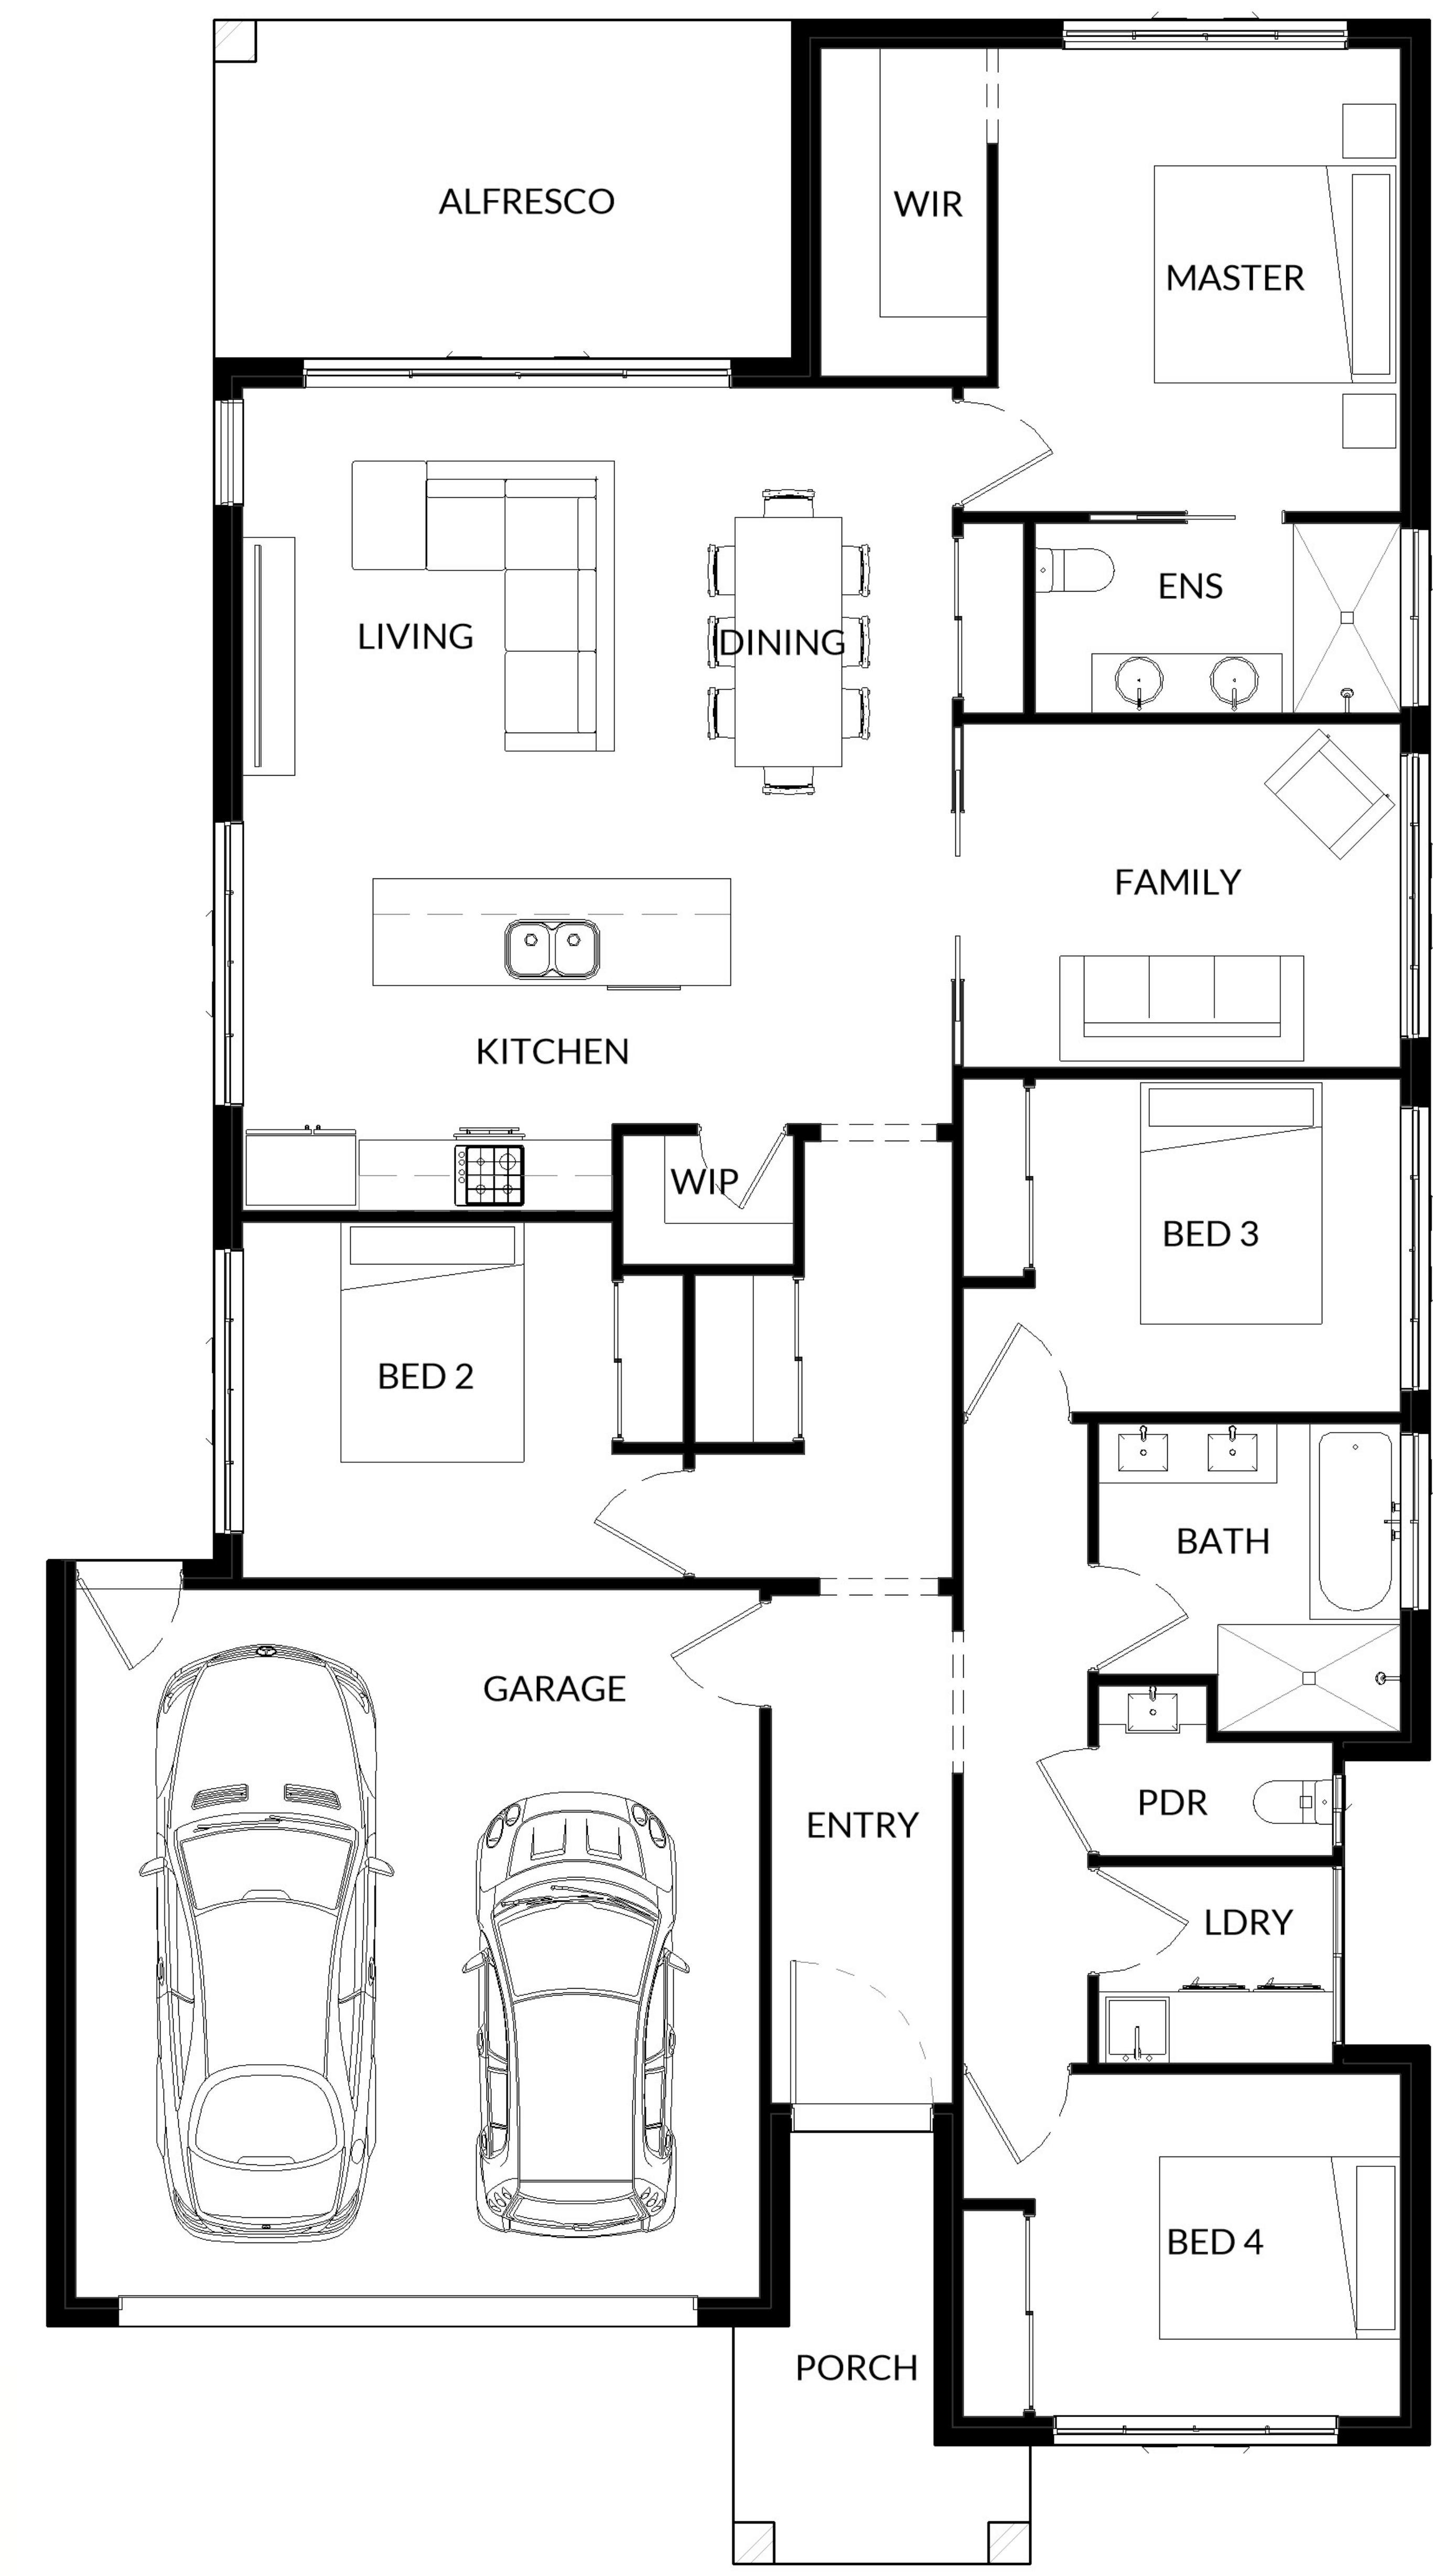 ALFRESCO
WIR
MASTER
ENS
LIVING
DINING
FAMILY
KITCHEN
WIP
BED 3
BED 2
BATH
GARAGE
PDR
ENTRY
LDRY
BED 4
PORCH